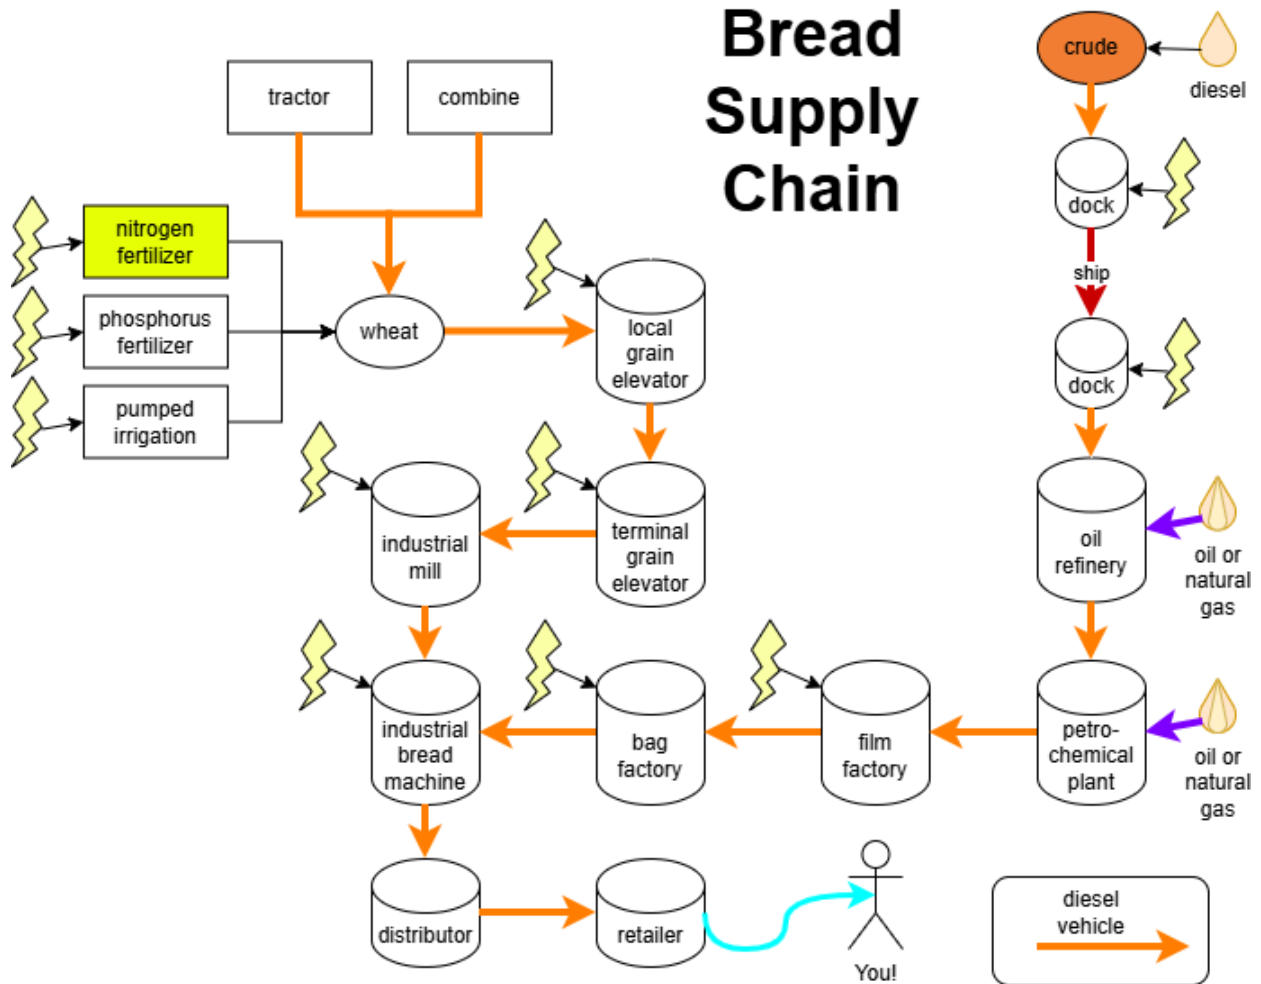 Bread
Supply
Chain
tractor
combine
nitrogen
fertilizer
phosphorus
fertilizer
pumped
irrigation
wheat
local
grain
elevator
terminal
grain
elevator
industrial
mill
industrial
bread
machine
bag
factory
film
factory
petro-
chemical
plant
oil or
natural
gas
oil
refinery
oil or
natural
gas
dock
ship
dock
crude
diesel
distributor
retailer
You!
diesel
vehicle